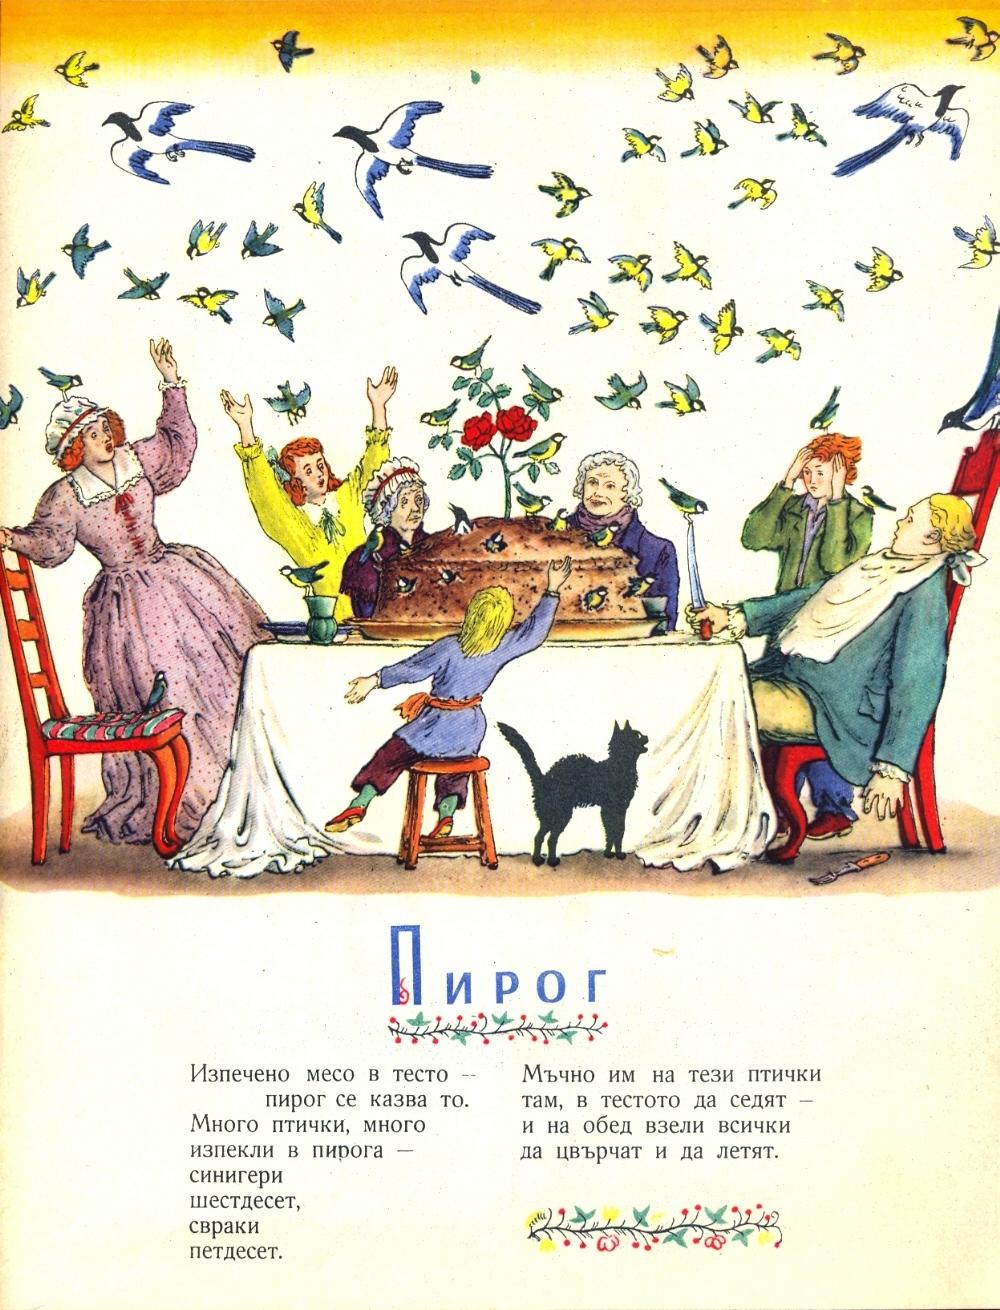 Пирог
Изпечено месо в тесто --
пирог се казва то.
Много птички, много
изпекли в пирога —
синигери
шестдесет,
свраки
петдесет.
Мъчно им на тези птички
там, в тестото да седят —
и на обед взели всички
да цвърчат и да летят.